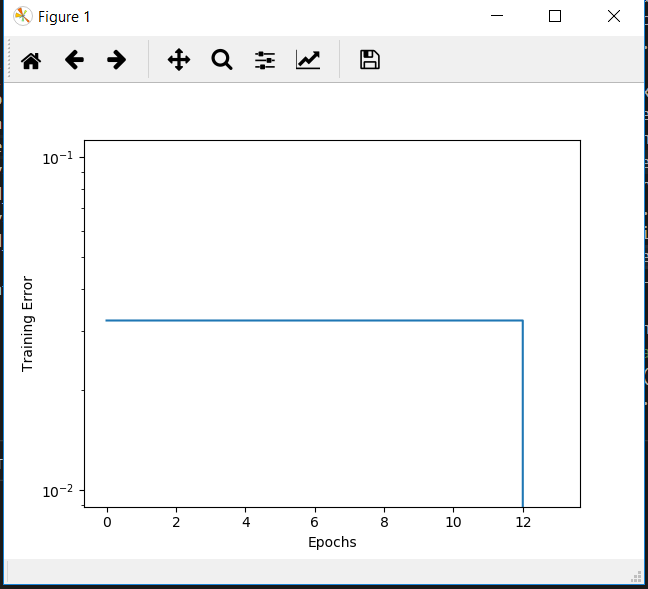 Figure 1
10⁻¹
Training Error
10⁻²
0 2 4 6 8 10 12
Epochs